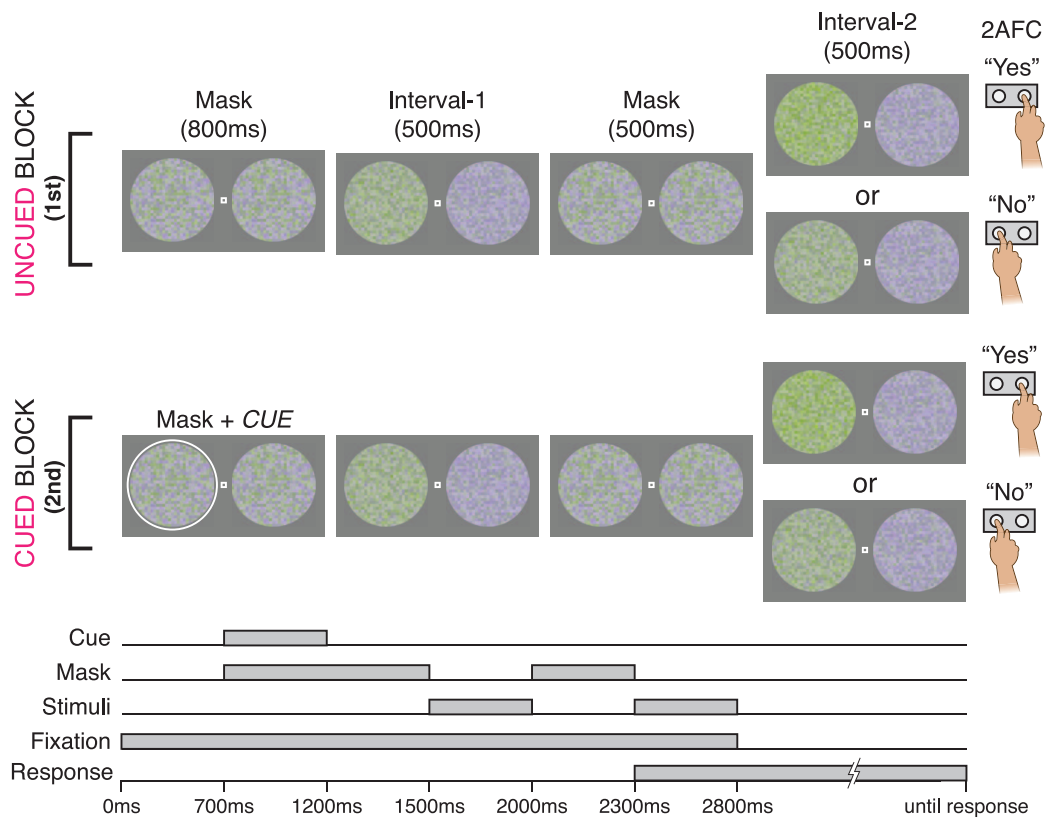 Interval-2
(500ms)
2AFC
"Yes"
Mask
(800ms)
Interval-1
(500ms)
Mask
(500ms)
UNCUED BLOCK
(1st)
or
"No"
"Yes"
Mask + CUE
CUED BLOCK
(2nd)
or
"No"
Cue
Mask
Stimuli
Fixation
Response
0ms 700ms 1200ms 1500ms 2000ms 2300ms 2800ms until response